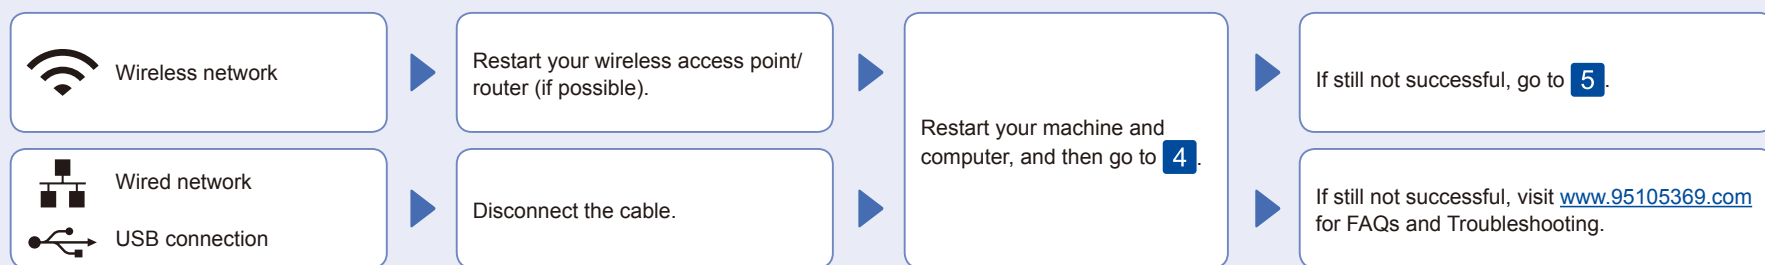 Wireless network
Restart your wireless access point/
router (if possible).
Restart your machine and
computer, and then go to 4.
If still not successful, go to 5.
Wired network
USB connection
Disconnect the cable.
If still not successful, visit www.95105369.com
for FAQs and Troubleshooting.